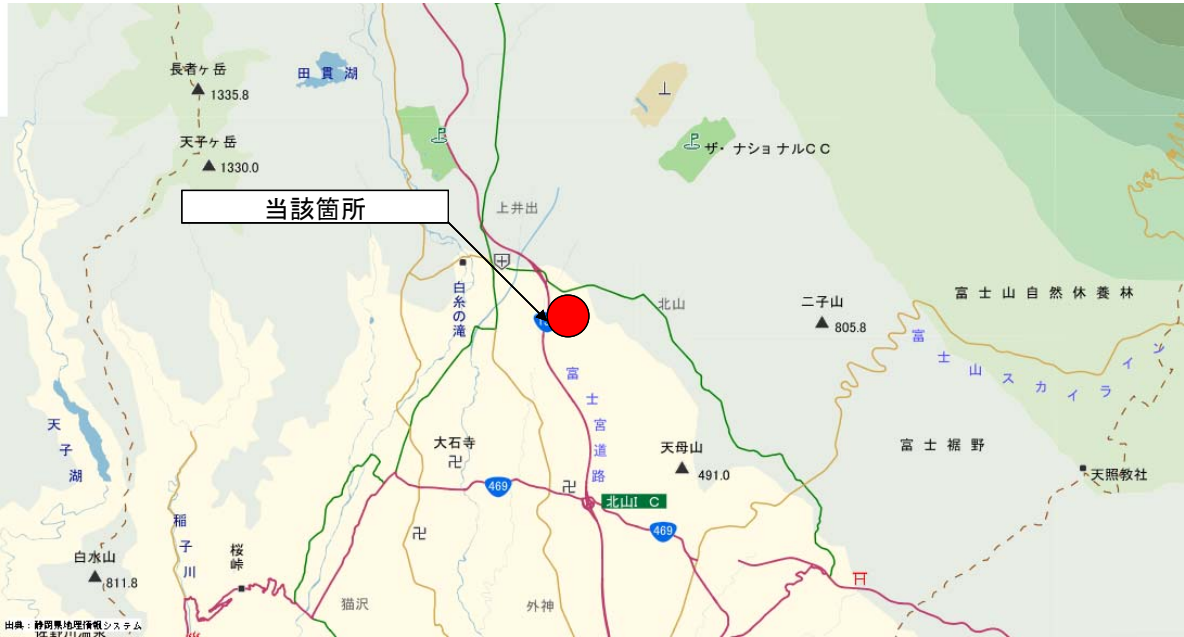 長者ヶ岳
1335.8
田貫湖
天子ヶ岳
1330.0
ザ・ナショナルCC
当該箇所
上井出
白糸の滝
北山
二子山
805.8
富士山自然休養林
富士山スカイライン
富士宮道路
天子湖
大石寺
天母山
491.0
富士裾野
天照教社
469
北山IC
469
稲子川
桜峠
白水山
811.8
猫沢
外神
出典:静岡県地理情報システム